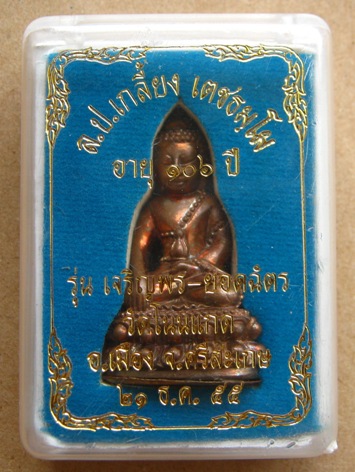 ล.ป.เกลี้ยง เตชธมฺโม
อายุ ๑๐๖ ปี
รุ่น เจริญพร-ยอดฉัตร
วัดโนนแกด
อ.เมือง จ.ศรีสะเกษ
๒๑ ธ.ค. ๕๕